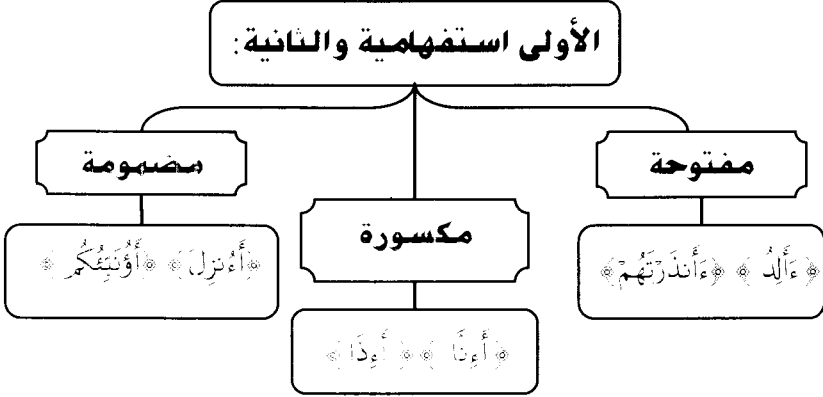 الأولى استفهامية والثانية:
مفتوحة
مكسورة
مضمومة
﴿ ءَأَلِدُ ﴾ ﴿ءَأَنذَرْتَهُمْ﴾
﴿ أَءِنَّا ﴾ ﴿ أَءِذَا ﴾
﴿أَءُنزِلَ﴾ ﴿أَؤُنَبِّئُكُم﴾